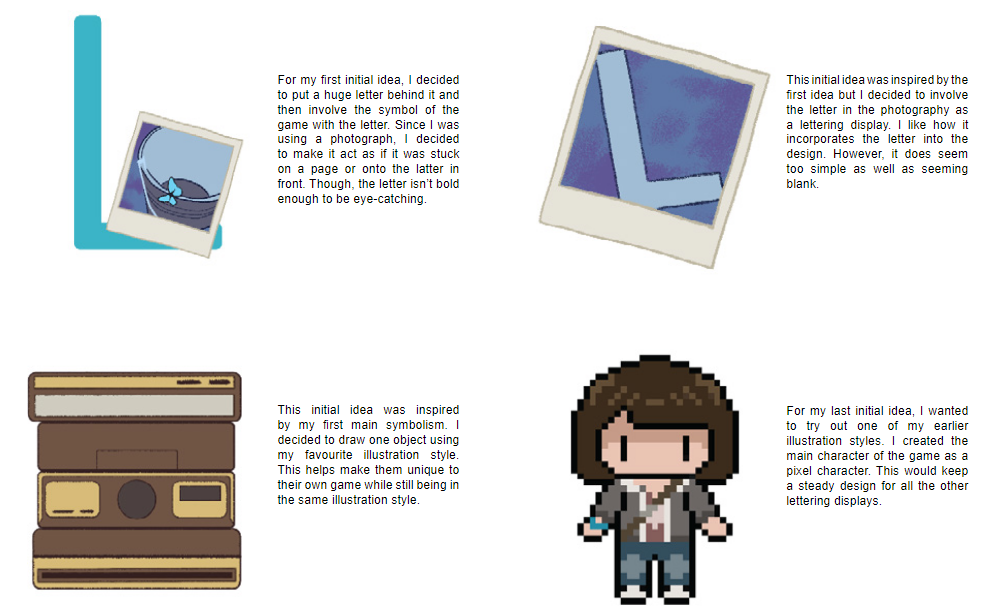 L
For my first initial idea, I decided
to put a huge letter behind it and
then involve the symbol of the
game with the letter. Since I was
using a photograph, I decided
to make it act as if it was stuck
on a page or onto the latter in
front. Though, the letter isn't bold
enough to be eye-catching.
L
This initial idea was inspired by the
first idea but I decided to involve
the letter in the photography as
a lettering display. I like how it
incorporates the letter into the
design. However, it does seem
too simple as well as seeming
blank.
This initial idea was inspired
by my first main symbolism. I
decided to draw one object using
my favourite illustration style.
This helps make them unique to
their own game while still being in
the same illustration style.
For my last initial idea, I wanted
to try out one of my earlier
illustration styles. I created the
main character of the game as a
pixel character. This would keep
a steady design for all the other
lettering displays.